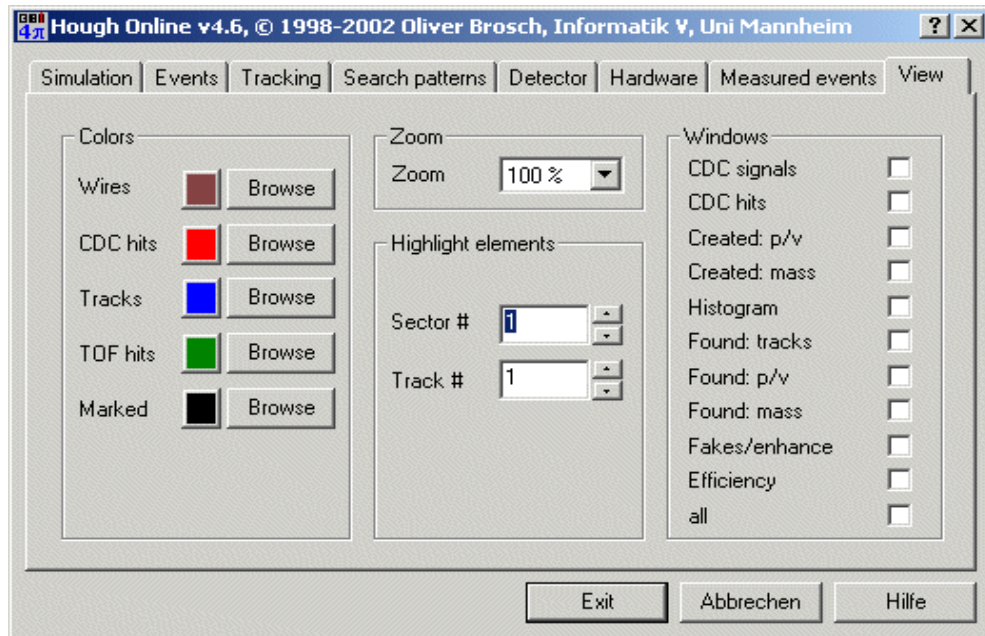 GBI
4π
Hough Online v4.6, © 1998-2002 Oliver Brosch, Informatik V, Uni Mannheim
?
Simulation Events Tracking Search patterns Detector Hardware Measured events View
Colors
Wires Browse
CDC hits Browse
Tracks Browse
TOF hits Browse
Marked Browse
Zoom
Zoom 100 %
Highlight elements
Sector # 1
Track # 1
Windows
CDC signals
CDC hits
Created: p/v
Created: mass
Histogram
Found: tracks
Found: p/v
Found: mass
Fakes/enhance
Efficiency
all
Exit Abbrechen Hilfe